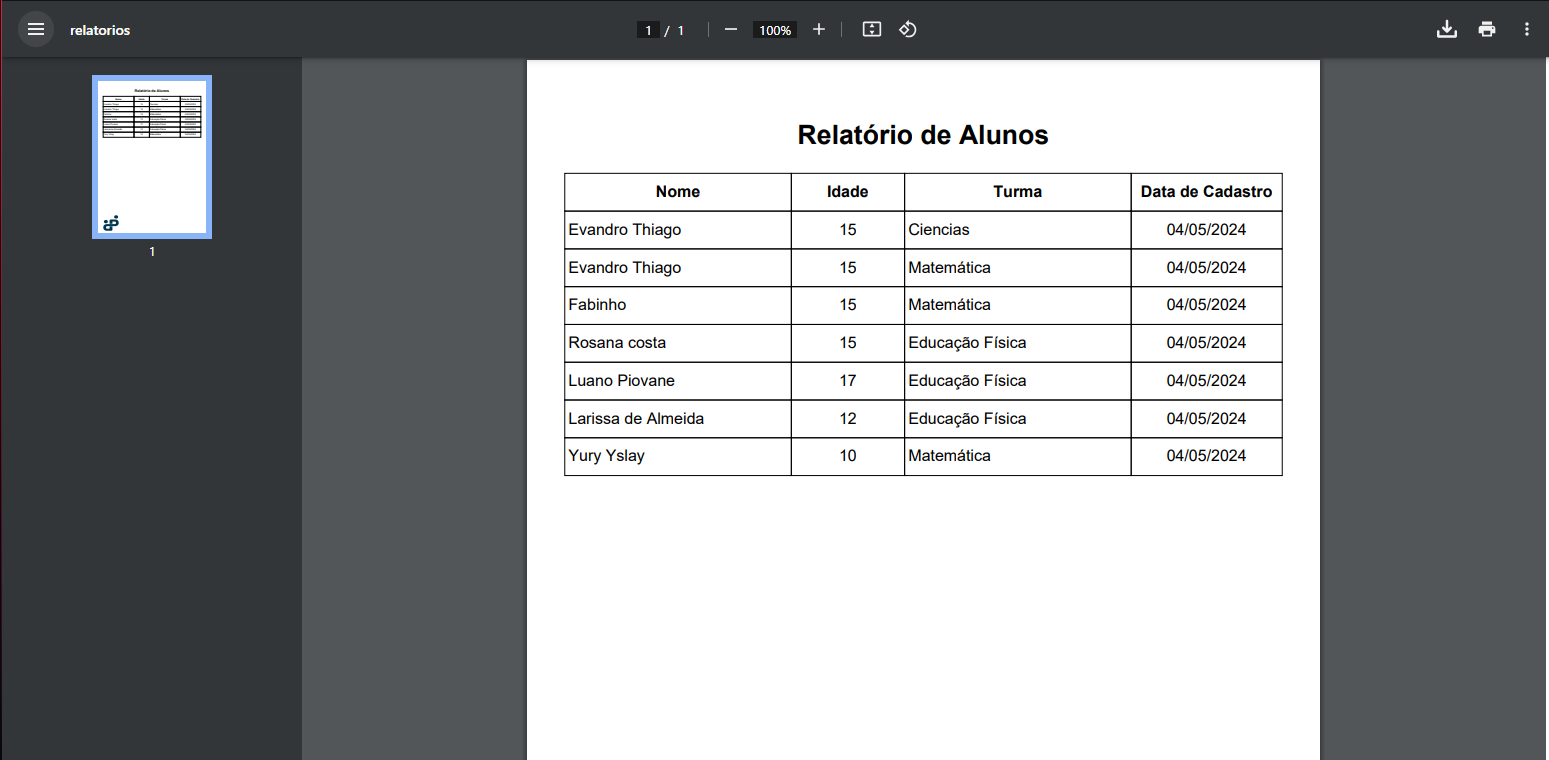 relatorios
1 / 1
100%
1
Relatório de Alunos
Nome Idade Turma Data de Cadastro
Evandro Thiago 15 Ciencias 04/05/2024
Evandro Thiago 15 Matemática 04/05/2024
Fabinho 15 Matemática 04/05/2024
Rosana costa 15 Educação Física 04/05/2024
Luano Piovane 17 Educação Física 04/05/2024
Larissa de Almeida 12 Educação Física 04/05/2024
Yury Yslay 10 Matemática 04/05/2024